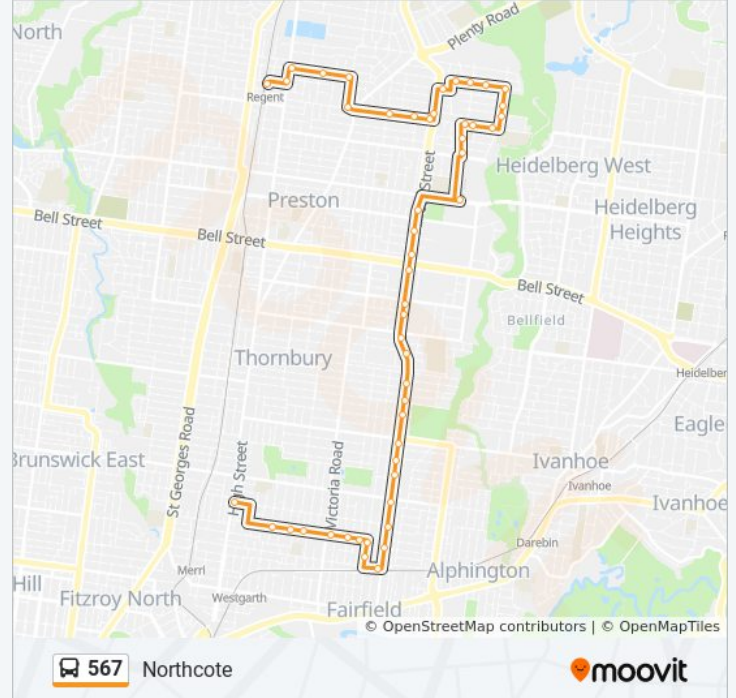 North
Plenty Road
Regent
Street
Heidelberg West
Preston
Heidelberg
Heights
Bell Street
Bell Street
Bell Street
Bellfield
Thornbury
Heidelber
Eagle
St Georges Road
High Street
Victoria Road
Brunswick East
Ivanhoe
Ivanhoe
Ivanhoe
Darebin
Merri
Alphington
Hill
Fitzroy North
Westgarth
Fairfield
© OpenStreetMap contributors | © OpenMapTiles
567 Northcote
moovit